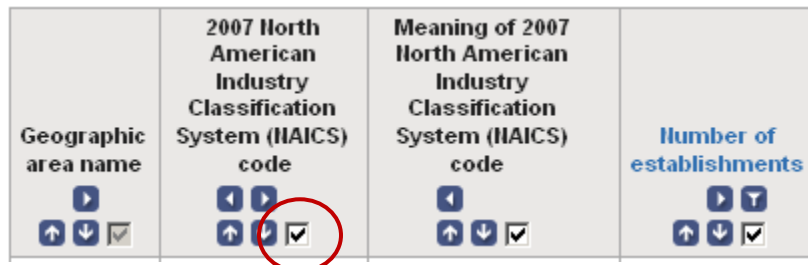 Geographic
area name
2007 North
American
Industry
Classification
System (NAICS)
code
Meaning of 2007
North American
Industry
Classification
System (NAICS)
code
Number of
establishments